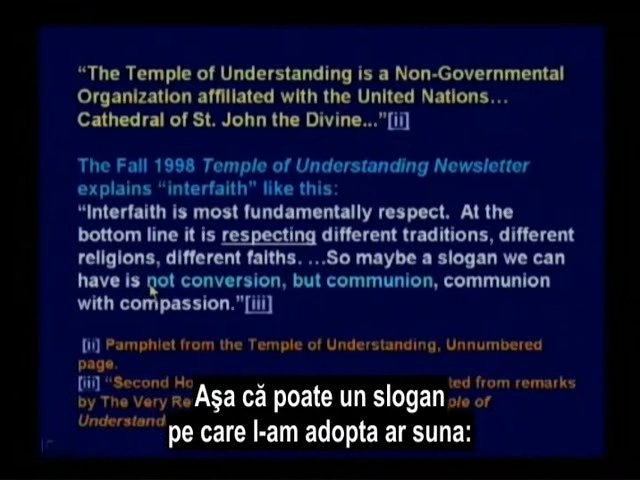 “The Temple of Understanding is a Non-Governmental
Organization affiliated with the United Nations…
Cathedral of St. John the Divine...”[ii]
The Fall 1998 Temple of Understanding Newsletter
explains “interfaith” like this:
“Interfaith is most fundamentally respect. At the
bottom line it is respecting different traditions, different
religions, different faiths. …So maybe a slogan we can
have is not conversion, but communion, communion
with compassion.”[iii]
[ii] Pamphlet from the Temple of Understanding, Unnumbered
page.
[iii] “Second Ho ted from remarks
by The Very Re ple of
Understand
Aşa că poate un slogan
pe care l-am adopta ar suna: